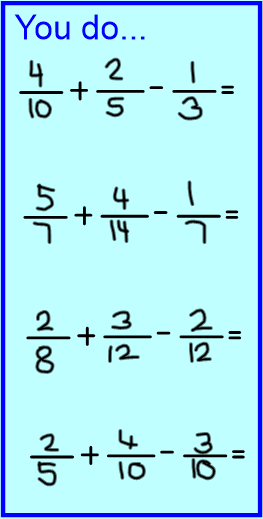 You do...
4/10 + 2/5 - 1/3 =
5/7 + 4/14 - 1/7 =
2/8 + 3/12 - 2/12 =
2/5 + 4/10 - 3/10 =